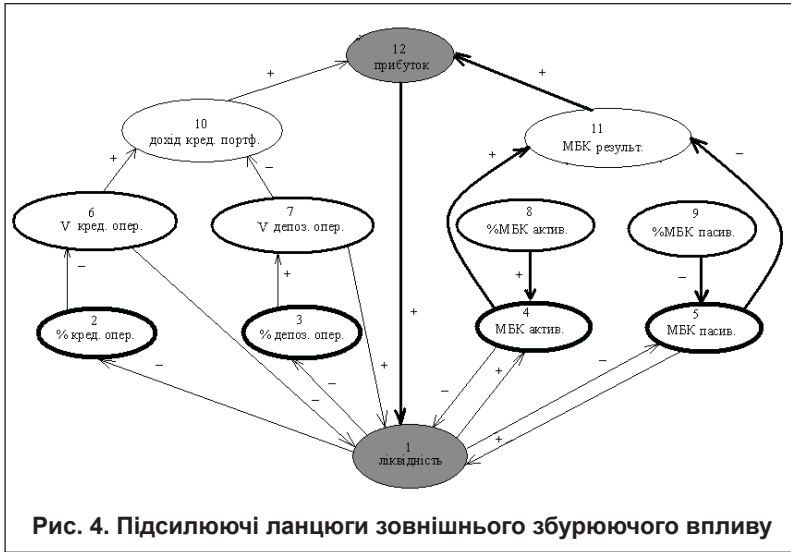 12
прибуток
+
+
10
дохід кред. портф.
11
МБК результ.
+
–
+
–
6
V кред. опер.
7
V депоз. опер.
8
%МБК актив.
9
%МБК пасив.
–
+
+
–
2
% кред. опер.
3
% депоз. опер.
4
МБК актив.
5
МБК пасив.
+
–
–
–
+
–
+
–
+
1
ліквідність
Рис. 4. Підсилюючі ланцюги зовнішнього збурюючого впливу